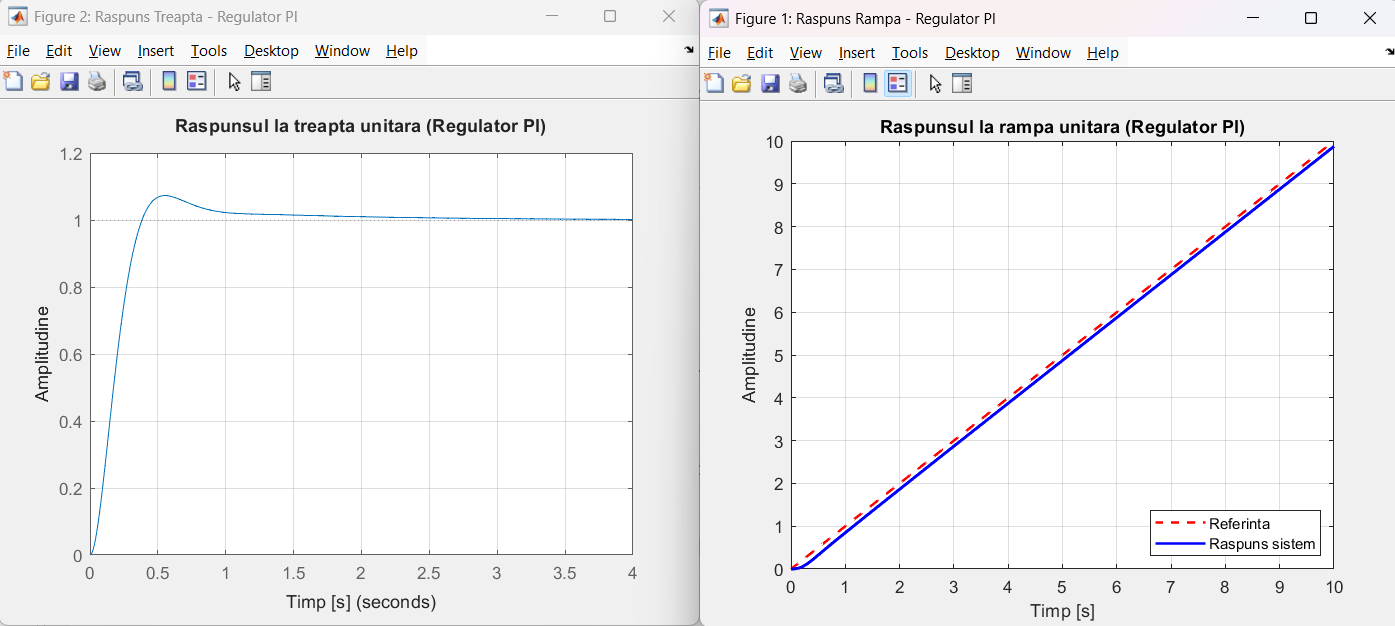 Figure 2: Raspuns Treapta - Regulator PI
File Edit View Insert Tools Desktop Window Help
Raspunsul la treapta unitara (Regulator PI)
1.2
1
0.8
0.6
0.4
0.2
0
Amplitudine
0 0.5 1 1.5 2 2.5 3 3.5 4
Timp [s] (seconds)
Figure 1: Raspuns Rampa - Regulator PI
File Edit View Insert Tools Desktop Window Help
Raspunsul la rampa unitara (Regulator PI)
10
9
8
7
6
5
4
3
2
1
0
Amplitudine
Referinta
Raspuns sistem
0 1 2 3 4 5 6 7 8 9 10
Timp [s]